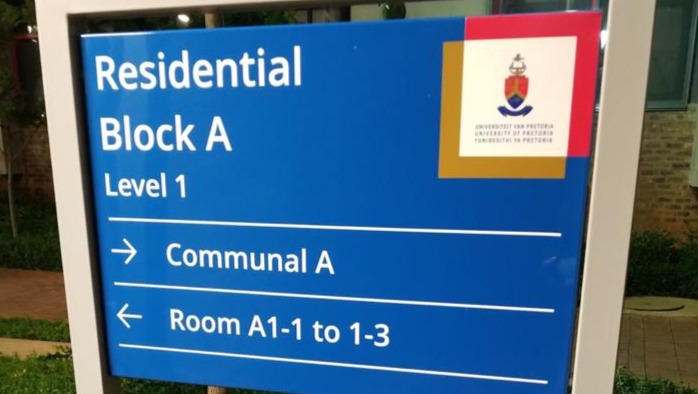 Residential
Block A
Level 1
→ Communal A
← Room A1-1 to 1-3
UNIVERSITEIT VAN PRETORIA
UNIVERSITY OF PRETORIA
YUNIBESITHI YA PRETORIA